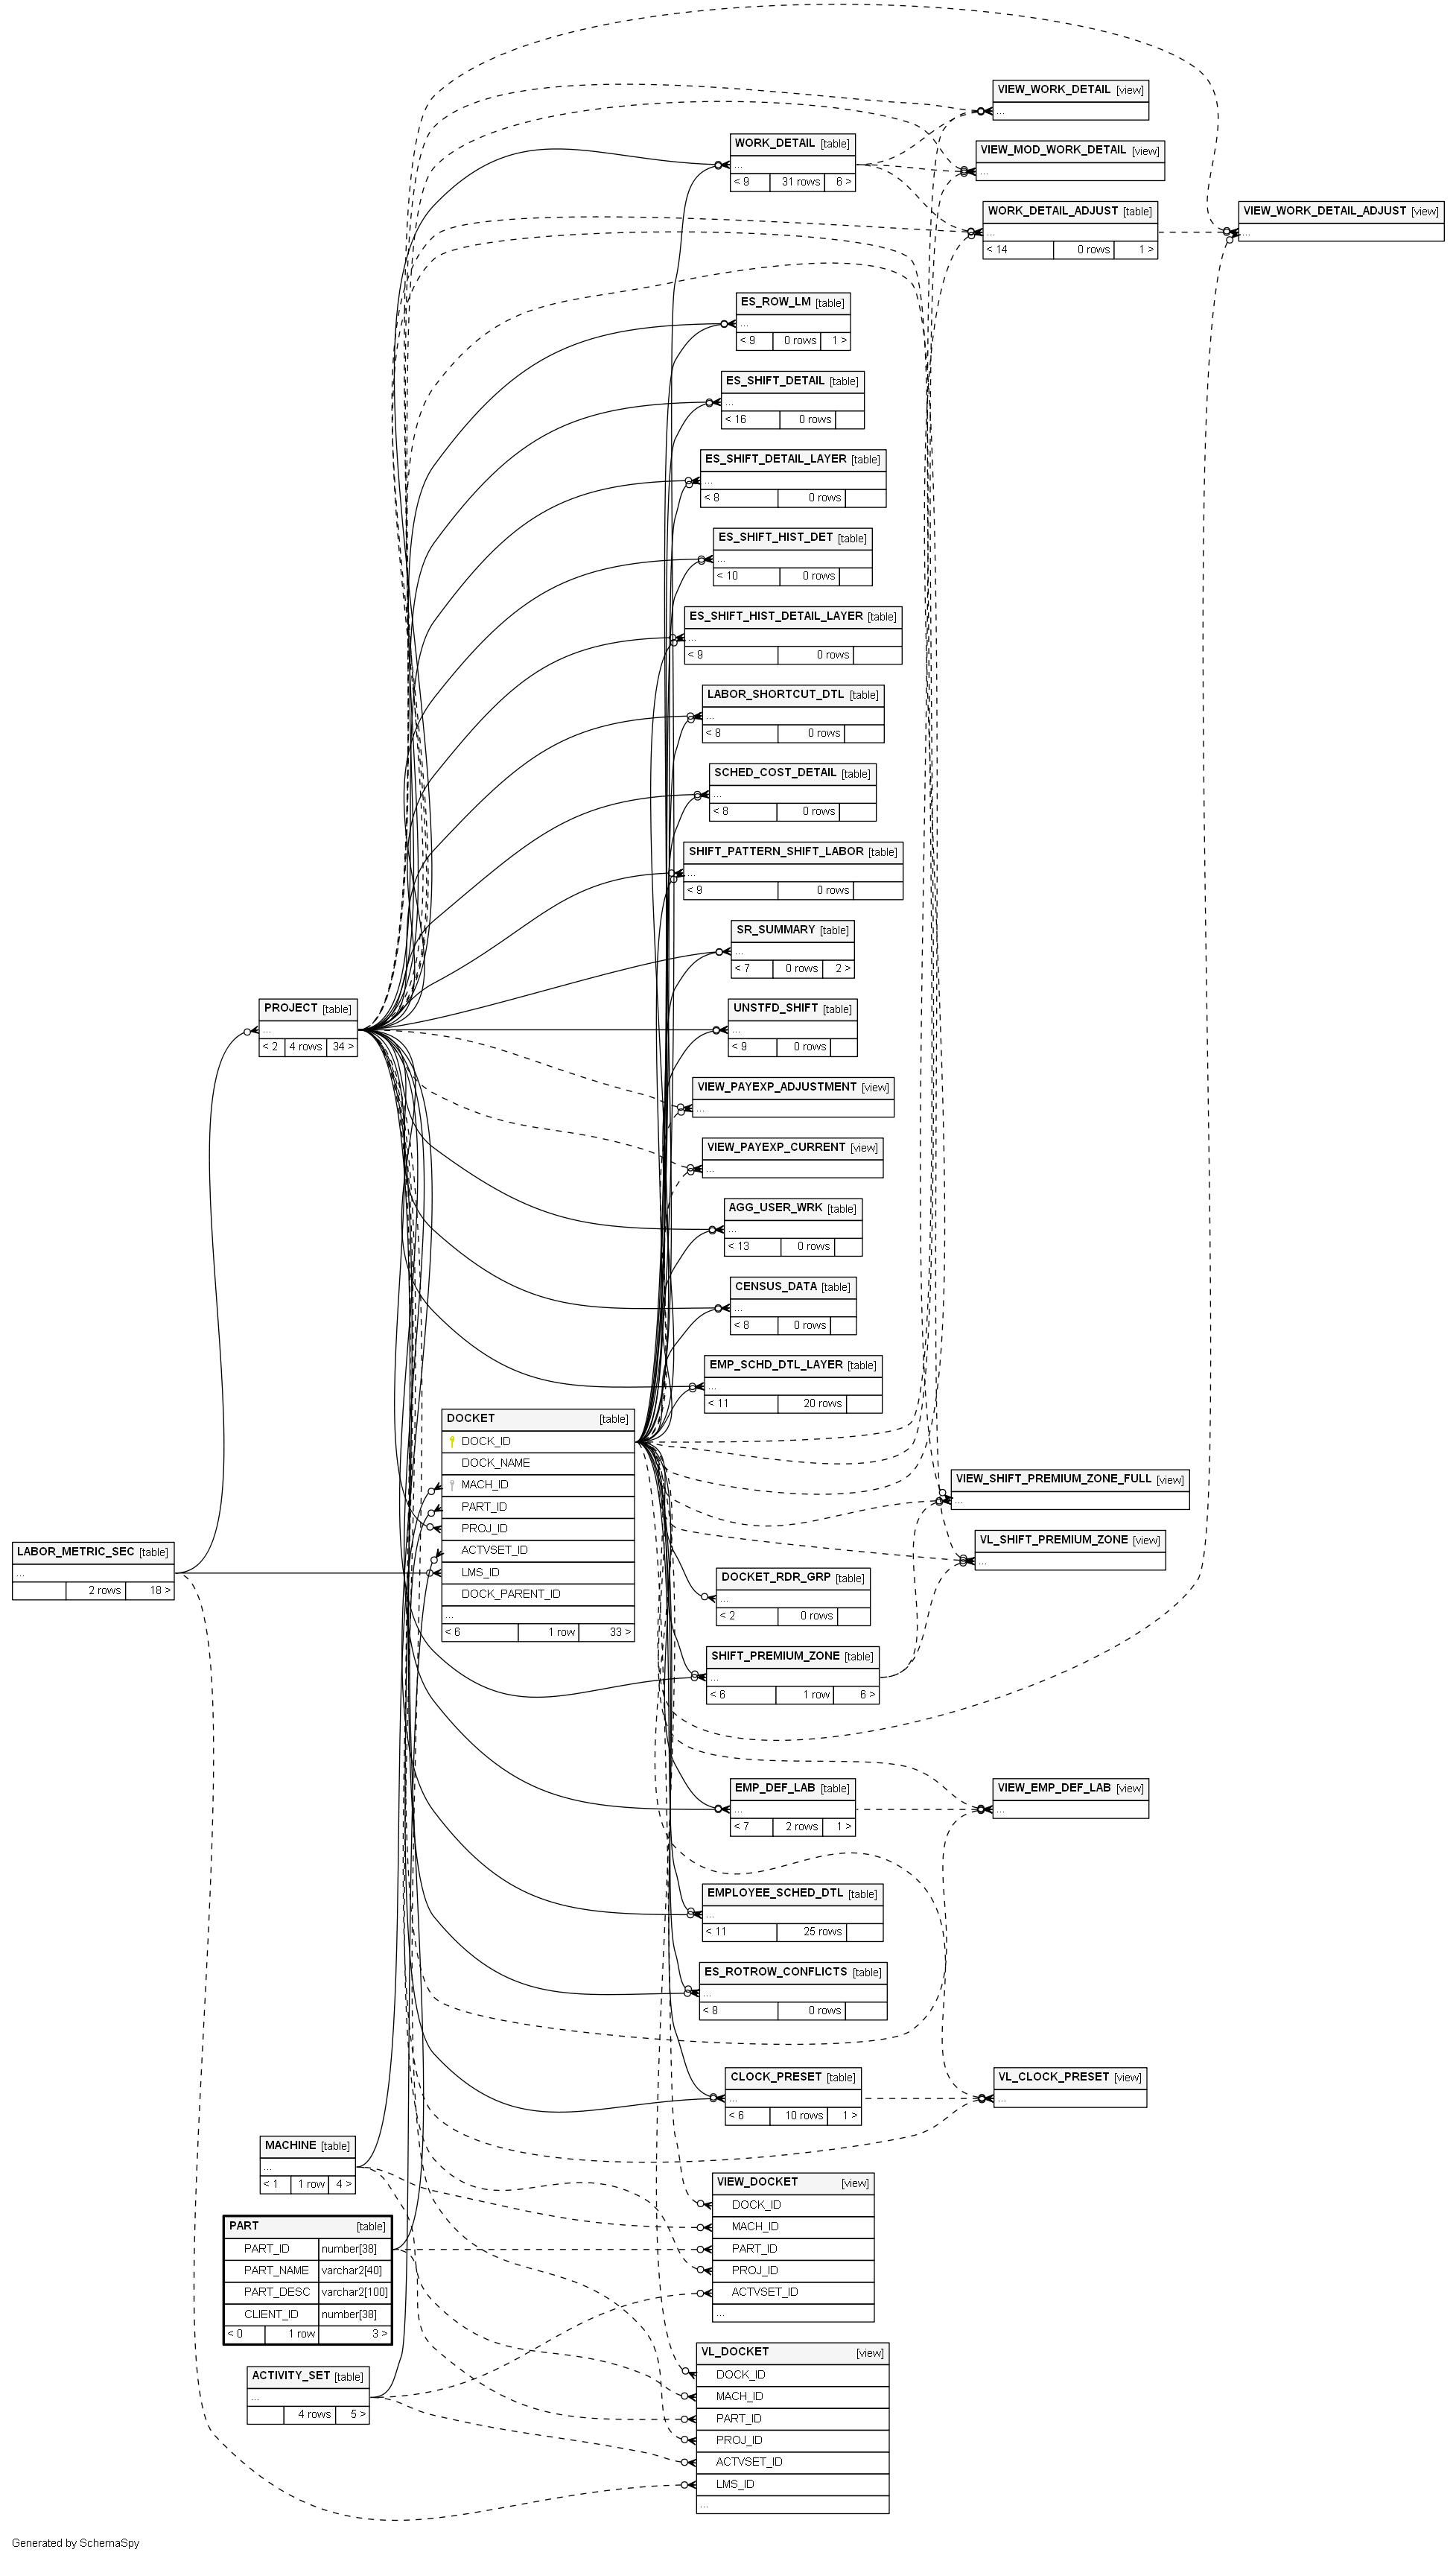 VIEW_WORK_DETAIL [view]
...
WORK_DETAIL [table]
...
< 9 31 rows 6 >
VIEW_MOD_WORK_DETAIL [view]
...
WORK_DETAIL_ADJUST [table]
...
< 14 0 rows 1 >
VIEW_WORK_DETAIL_ADJUST [view]
...
ES_ROW_LM [table]
...
< 9 0 rows 1 >
ES_SHIFT_DETAIL [table]
...
< 16 0 rows
ES_SHIFT_DETAIL_LAYER [table]
...
< 8 0 rows
ES_SHIFT_HIST_DET [table]
...
< 10 0 rows
ES_SHIFT_HIST_DETAIL_LAYER [table]
...
< 9 0 rows
LABOR_SHORTCUT_DTL [table]
...
< 8 0 rows
SCHED_COST_DETAIL [table]
...
< 8 0 rows
SHIFT_PATTERN_SHIFT_LABOR [table]
...
< 9 0 rows
SR_SUMMARY [table]
...
< 7 0 rows 2 >
PROJECT [table]
...
< 2 4 rows 34 >
UNSTFD_SHIFT [table]
...
< 9 0 rows
VIEW_PAYEXP_ADJUSTMENT [view]
...
VIEW_PAYEXP_CURRENT [view]
...
AGG_USER_WRK [table]
...
< 13 0 rows
CENSUS_DATA [table]
...
< 8 0 rows
EMP_SCHD_DTL_LAYER [table]
...
< 11 20 rows
DOCKET [table]
DOCK_ID
DOCK_NAME
MACH_ID
PART_ID
PROJ_ID
ACTVSET_ID
LMS_ID
DOCK_PARENT_ID
...
< 6 1 row 33 >
VIEW_SHIFT_PREMIUM_ZONE_FULL [view]
...
VL_SHIFT_PREMIUM_ZONE [view]
...
LABOR_METRIC_SEC [table]
...
2 rows 18 >
DOCKET_RDR_GRP [table]
...
< 2 0 rows
SHIFT_PREMIUM_ZONE [table]
...
< 6 1 row 6 >
EMP_DEF_LAB [table]
...
< 7 2 rows 1 >
VIEW_EMP_DEF_LAB [view]
...
EMPLOYEE_SCHED_DTL [table]
...
< 11 25 rows
ES_ROTROW_CONFLICTS [table]
...
< 8 0 rows
CLOCK_PRESET [table]
...
< 6 10 rows 1 >
VL_CLOCK_PRESET [view]
...
MACHINE [table]
...
< 1 1 row 4 >
VIEW_DOCKET [view]
DOCK_ID
MACH_ID
PART_ID
PROJ_ID
ACTVSET_ID
...
PART [table]
PART_ID number[38]
PART_NAME varchar2[40]
PART_DESC varchar2[100]
CLIENT_ID number[38]
< 0 1 row 3 >
VL_DOCKET [view]
DOCK_ID
MACH_ID
PART_ID
PROJ_ID
ACTVSET_ID
LMS_ID
...
ACTIVITY_SET [table]
...
4 rows 5 >
Generated by SchemaSpy